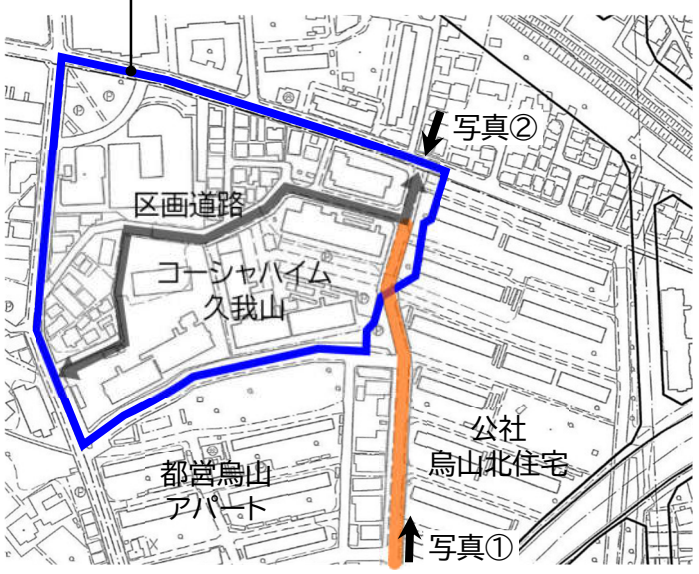 写真②
区画道路
コーシャハイム
久我山
公社
烏山北住宅
都営烏山
アパート
写真①